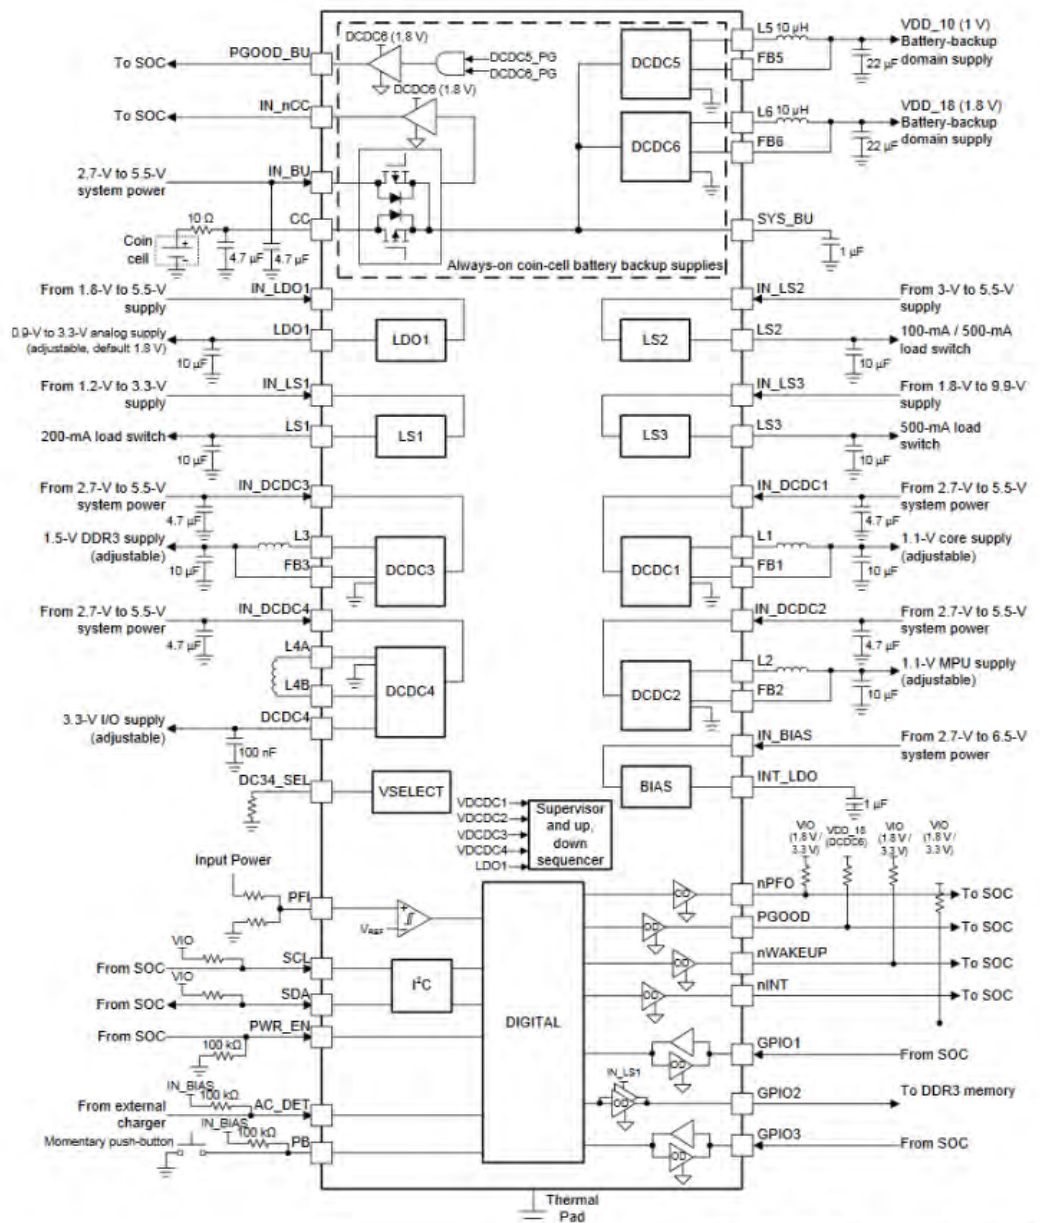 DCDC6 (1.8 V)
PGOOD_BU
To SOC
DCDC5_PG
DCDC6_PG
DCDC6 (1.8 V)
IN_nCC
To SOC
2.7-V to 5.5-V
system power
IN_BU
10 Ω
CC
Coin
cell
+
-
4.7 µF
4.7 µF
DCDC5
DCDC6
L5
10 µH
FB5
22 µF
VDD_10 (1 V)
Battery-backup
domain supply
L6
10 µH
FB6
22 µF
VDD_18 (1.8 V)
Battery-backup
domain supply
SYS_BU
1 µF
Always-on coin-cell battery backup supplies
From 1.8-V to 5.5-V
supply
IN_LDO1
0.9-V to 3.3-V analog supply
(adjustable, default 1.8 V)
LDO1
10 µF
LDO1
IN_LS2
From 3-V to 5.5-V
supply
LS2
LS2
100-mA / 500-mA
load switch
10 µF
From 1.2-V to 3.3-V
supply
IN_LS1
200-mA load switch
LS1
10 µF
LS1
IN_LS3
From 1.8-V to 9.9-V
supply
LS3
LS3
500-mA load
switch
10 µF
From 2.7-V to 5.5-V
system power
IN_DCDC3
4.7 µF
1.5-V DDR3 supply
(adjustable)
L3
10 µF
FB3
DCDC3
IN_DCDC1
From 2.7-V to 5.5-V
system power
4.7 µF
DCDC1
L1
FB1
1.1-V core supply
(adjustable)
10 µF
From 2.7-V to 5.5-V
system power
IN_DCDC4
4.7 µF
L4A
L4B
DCDC4
3.3-V I/O supply
(adjustable)
DCDC4
100 nF
IN_DCDC2
From 2.7-V to 5.5-V
system power
4.7 µF
DCDC2
L2
FB2
1.1-V MPU supply
(adjustable)
10 µF
IN_BIAS
From 2.7-V to 6.5-V
system power
BIAS
INT_LDO
1 µF
DC34_SEL
VSELECT
VDCDC1
VDCDC2
VDCDC3
VDCDC4
LDO1
Supervisor
and up,
down
sequencer
VIO
(1.8 V /
3.3 V)
VDD_18
(DCDC6)
VIO
(1.8 V /
3.3 V)
VIO
(1.8 V /
3.3 V)
Input Power
PFI
+
-
VREF
VIO
SCL
From SOC
VIO
SDA
From SOC
I²C
From SOC
PWR_EN
100 kΩ
IN_BIAS
100 kΩ
From external
charger
AC_DET
IN_BIAS
100 kΩ
Momentary push-button
PB
DIGITAL
OD
nPFO
To SOC
OD
PGOOD
To SOC
OD
nWAKEUP
To SOC
OD
nINT
To SOC
OD
GPIO1
From SOC
IN_LS1
OD
GPIO2
To DDR3 memory
OD
GPIO3
From SOC
Thermal
Pad